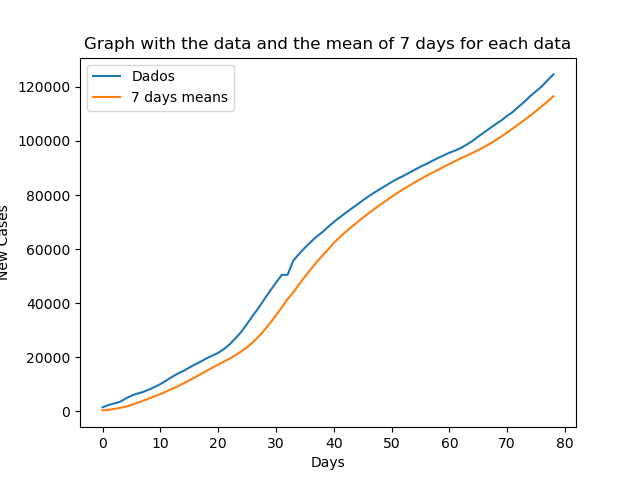 Graph with the data and the mean of 7 days for each data
Dados
7 days means
120000
100000
80000
60000
40000
20000
0
New Cases
0 10 20 30 40 50 60 70 80
Days